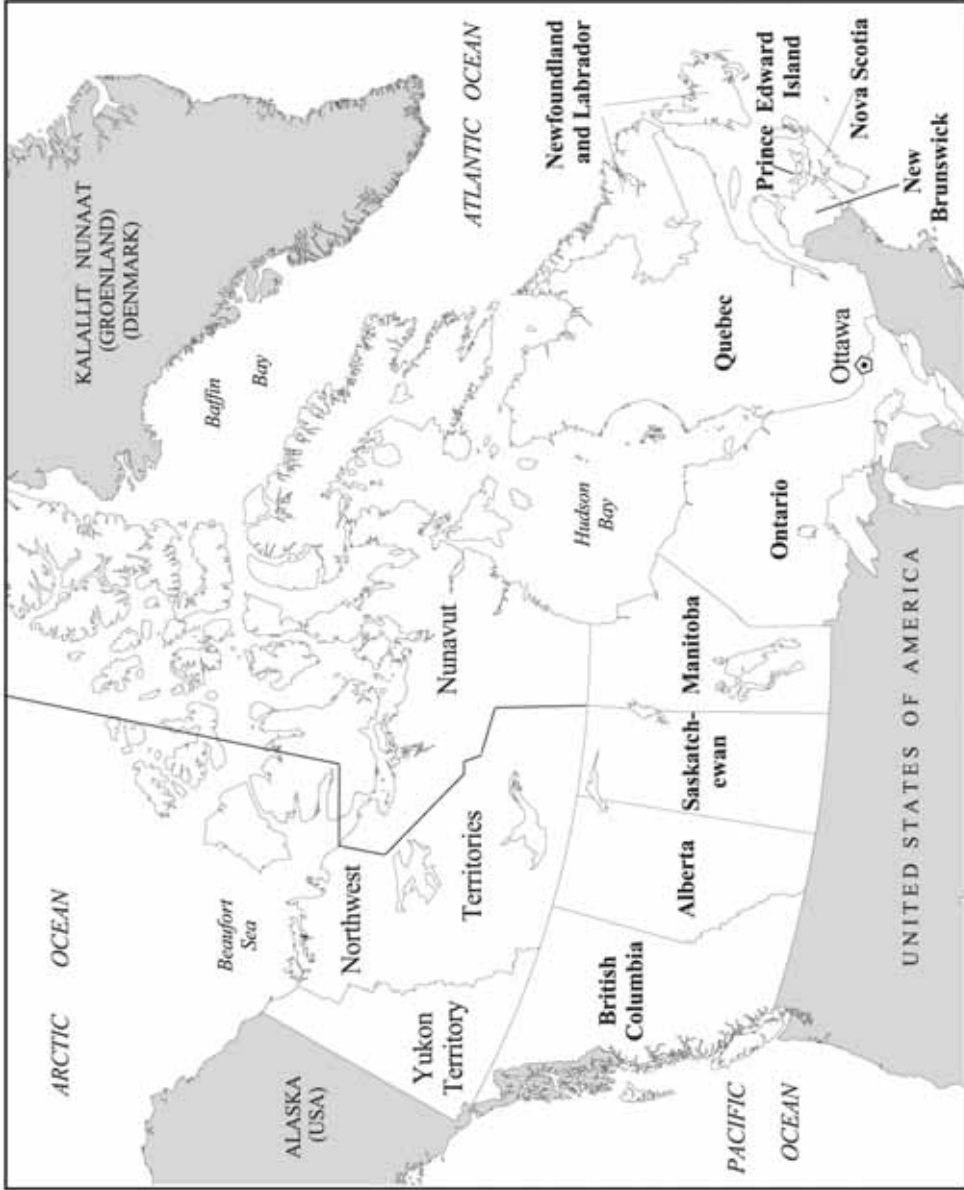 ARCTIC OCEAN
KALALLIT NUNAAT
(GROENLAND)
(DENMARK)
ALASKA
(USA)
Beaufort
Sea
Baffin
Bay
ATLANTIC OCEAN
Yukon
Territory
Northwest
Territories
Nunavut
Newfoundland
and Labrador
Hudson
Bay
British
Columbia
Alberta
Saskatch-
ewan
Manitoba
Ontario
Quebec
Ottawa
Prince Edward
Island
Nova Scotia
New
Brunswick
PACIFIC
OCEAN
UNITED STATES OF AMERICA